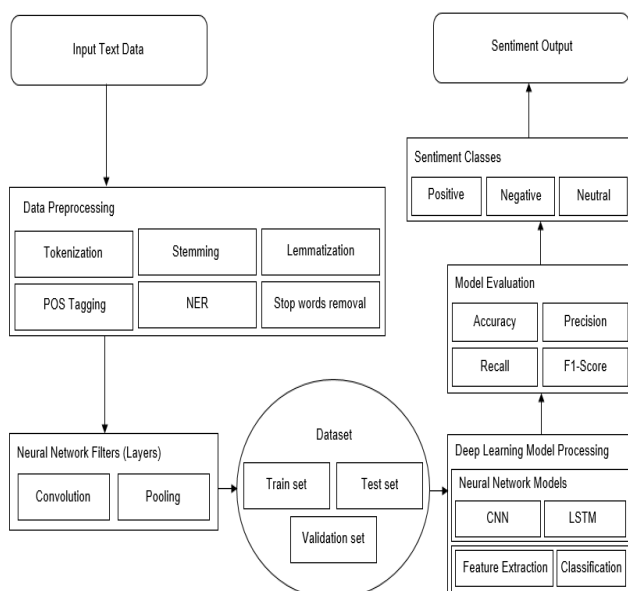 Input Text Data
Data Preprocessing
Tokenization
Stemming
Lemmatization
POS Tagging
NER
Stop words removal
Neural Network Filters (Layers)
Convolution
Pooling
Dataset
Train set
Test set
Validation set
Deep Learning Model Processing
Neural Network Models
CNN
LSTM
Feature Extraction
Classification
Model Evaluation
Accuracy
Precision
Recall
F1-Score
Sentiment Classes
Positive
Negative
Neutral
Sentiment Output